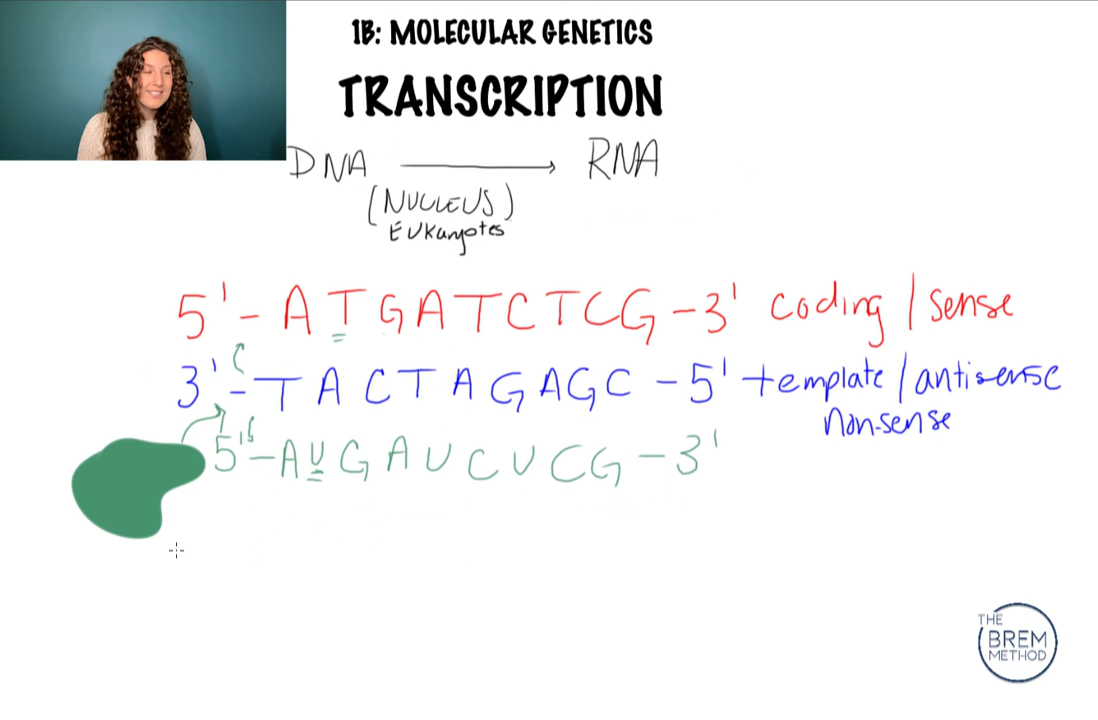 1B: MOLECULAR GENETICS
TRANSCRIPTION
DNA → RNA
(NUCLEUS)
Eukaryotes
5' - ATGATCTCG - 3' coding / sense
3' - TACTAGAGC - 5' template / antisense
non-sense
5' - AUGAUCUCG - 3'
THE
BREM
METHOD